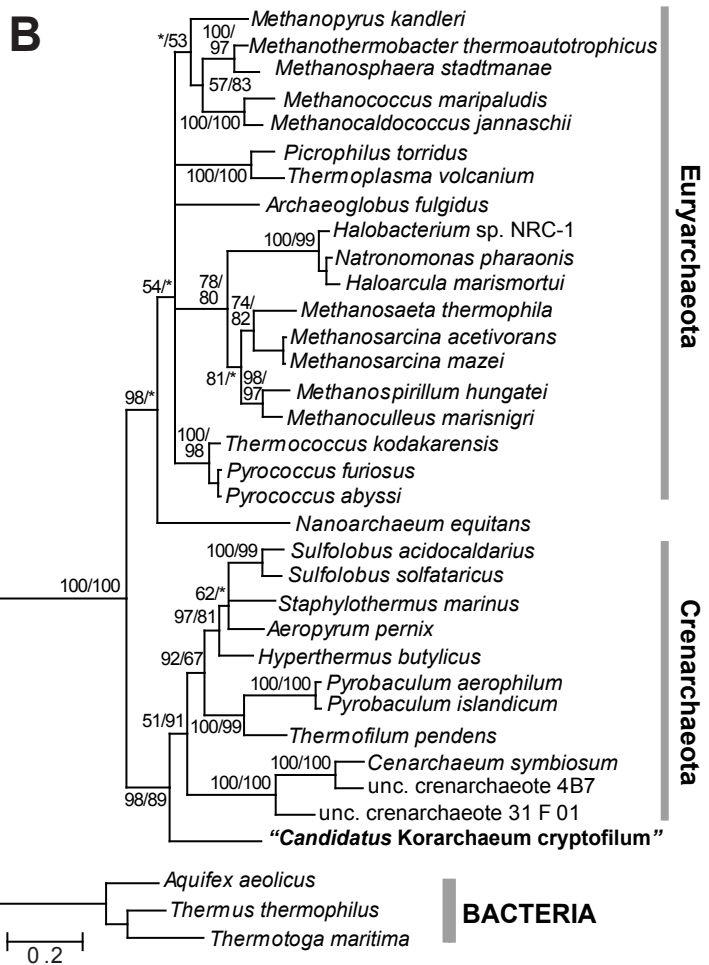 B
Methanopyrus kandleri
*/53
100/
97
Methanothermobacter thermoautotrophicus
Methanosphaera stadtmanae
57/83
Methanococcus maripaludis
100/100
Methanocaldococcus jannaschii
Picrophilus torridus
100/100
Thermoplasma volcanium
Archaeoglobus fulgidus
Halobacterium sp. NRC-1
100/99
Natronomonas pharaonis
Haloarcula marismortui
54/*
78/
80
74/
82
Methanosaeta thermophila
Methanosarcina acetivorans
Methanosarcina mazei
81/*
98/
97
Methanospirillum hungatei
Methanoculleus marisnigri
98/*
100/
98
Thermococcus kodakarensis
Pyrococcus furiosus
Pyrococcus abyssi
Euryarchaeota
Nanoarchaeum equitans
100/99
Sulfolobus acidocaldarius
Sulfolobus solfataricus
100/100
62/*
Staphylothermus marinus
97/81
Aeropyrum pernix
92/67
Hyperthermus butylicus
100/100
Pyrobaculum aerophilum
Pyrobaculum islandicum
51/91
100/99
Thermofilum pendens
100/100
Cenarchaeum symbiosum
100/100
unc. crenarchaeote 4B7
98/89
unc. crenarchaeote 31 F 01
Crenarchaeota
“Candidatus Korarchaeum cryptofilum”
Aquifex aeolicus
Thermus thermophilus
Thermotoga maritima
BACTERIA
0.2